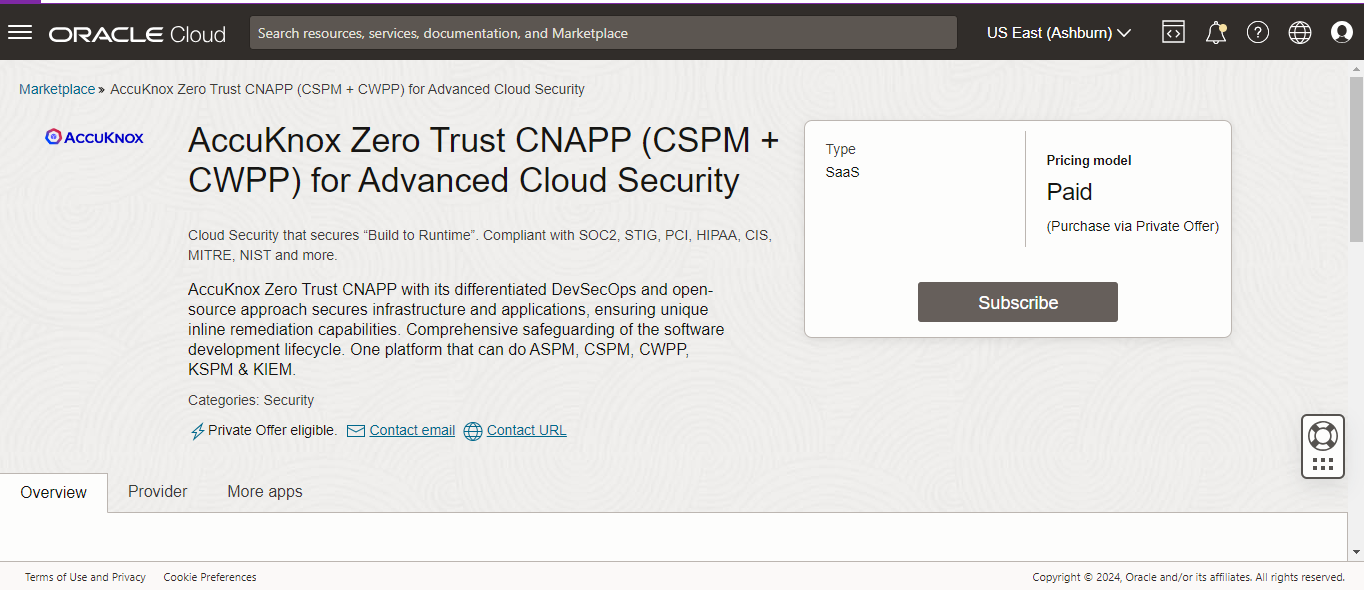 ORACLE Cloud
Search resources, services, documentation, and Marketplace
US East (Ashburn)
Marketplace » AccuKnox Zero Trust CNAPP (CSPM + CWPP) for Advanced Cloud Security
ACCUKNOX
AccuKnox Zero Trust CNAPP (CSPM +
CWPP) for Advanced Cloud Security
Cloud Security that secures “Build to Runtime”. Compliant with SOC2, STIG, PCI, HIPAA, CIS,
MITRE, NIST and more.
AccuKnox Zero Trust CNAPP with its differentiated DevSecOps and open-
source approach secures infrastructure and applications, ensuring unique
inline remediation capabilities. Comprehensive safeguarding of the software
development lifecycle. One platform that can do ASPM, CSPM, CWPP,
KSPM & KIEM.
Categories: Security
Private Offer eligible. Contact email Contact URL
Type
SaaS
Pricing model
Paid
(Purchase via Private Offer)
Subscribe
Overview Provider More apps
Terms of Use and Privacy Cookie Preferences
Copyright © 2024, Oracle and/or its affiliates. All rights reserved.